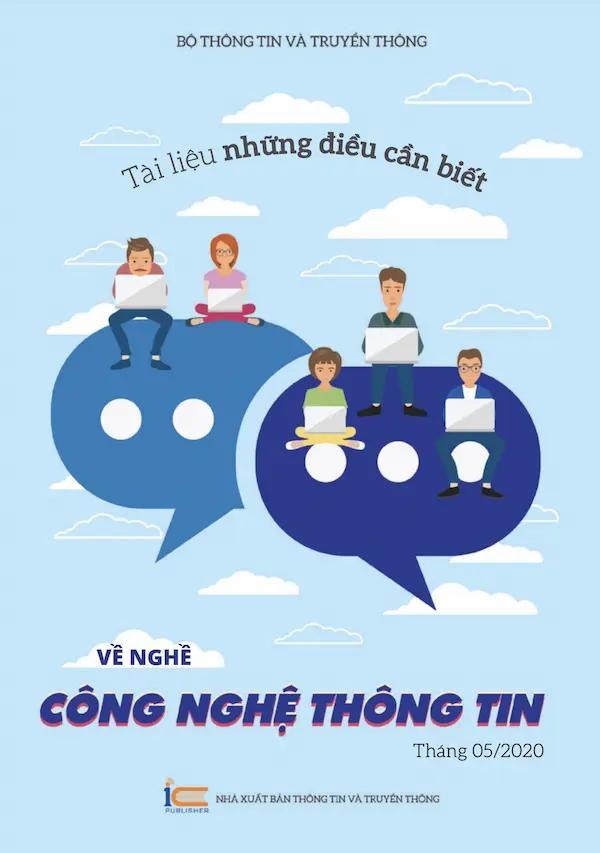 BỘ THÔNG TIN VÀ TRUYỀN THÔNG
Tài liệu những điều cần biết
VỀ NGHỀ
CÔNG NGHỆ THÔNG TIN
Tháng 05/2020
ic
PUBLISHER
NHÀ XUẤT BẢN THÔNG TIN VÀ TRUYỀN THÔNG